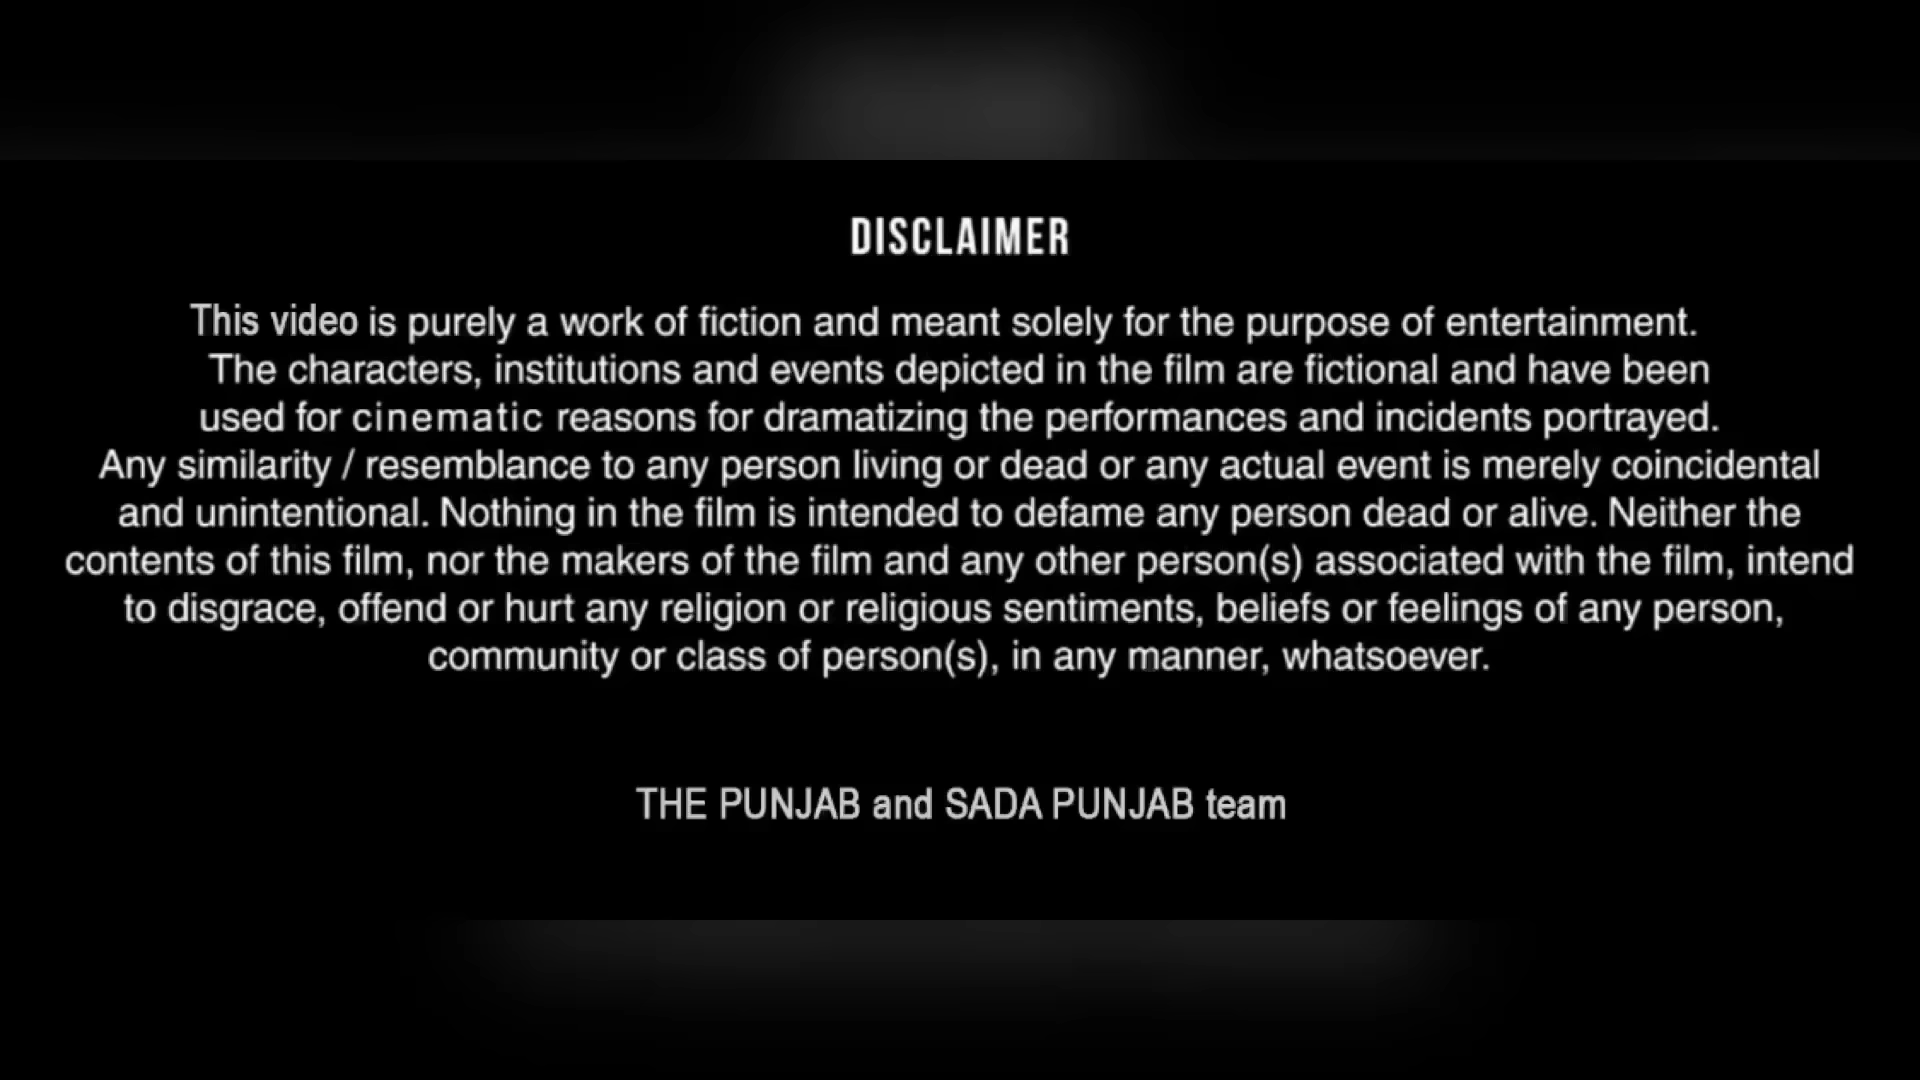 DISCLAIMER
This video is purely a work of fiction and meant solely for the purpose of entertainment.
The characters, institutions and events depicted in the film are fictional and have been
used for cinematic reasons for dramatizing the performances and incidents portrayed.
Any similarity / resemblance to any person living or dead or any actual event is merely coincidental
and unintentional. Nothing in the film is intended to defame any person dead or alive. Neither the
contents of this film, nor the makers of the film and any other person(s) associated with the film, intend
to disgrace, offend or hurt any religion or religious sentiments, beliefs or feelings of any person,
community or class of person(s), in any manner, whatsoever.
THE PUNJAB and SADA PUNJAB team